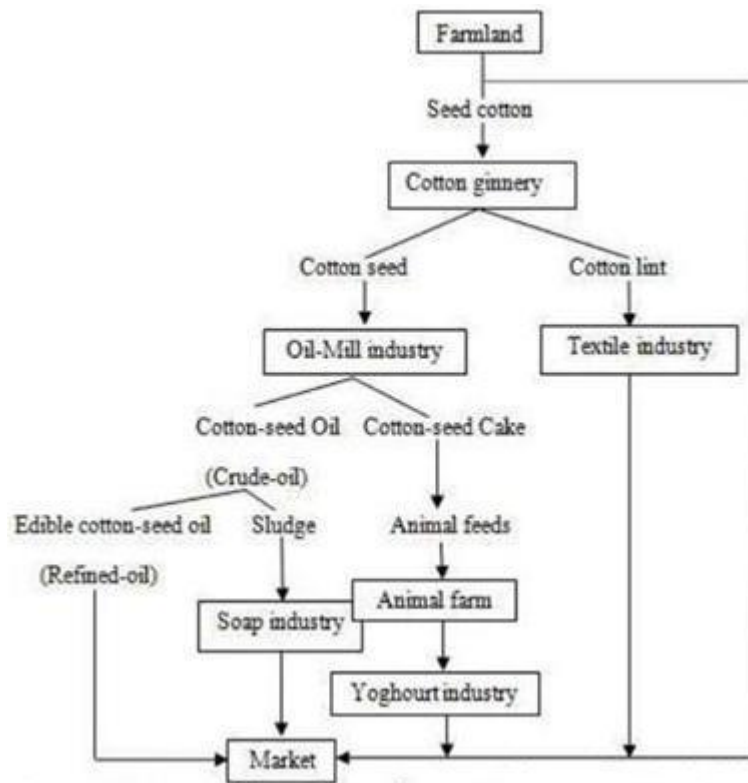 Farmland
Seed cotton
Cotton ginnery
Cotton seed
Cotton lint
Oil-Mill industry
Textile industry
Cotton-seed Oil
Cotton-seed Cake
(Crude-oil)
Edible cotton-seed oil
Sludge
Animal feeds
(Refined-oil)
Animal farm
Soap industry
Yoghourt industry
Market